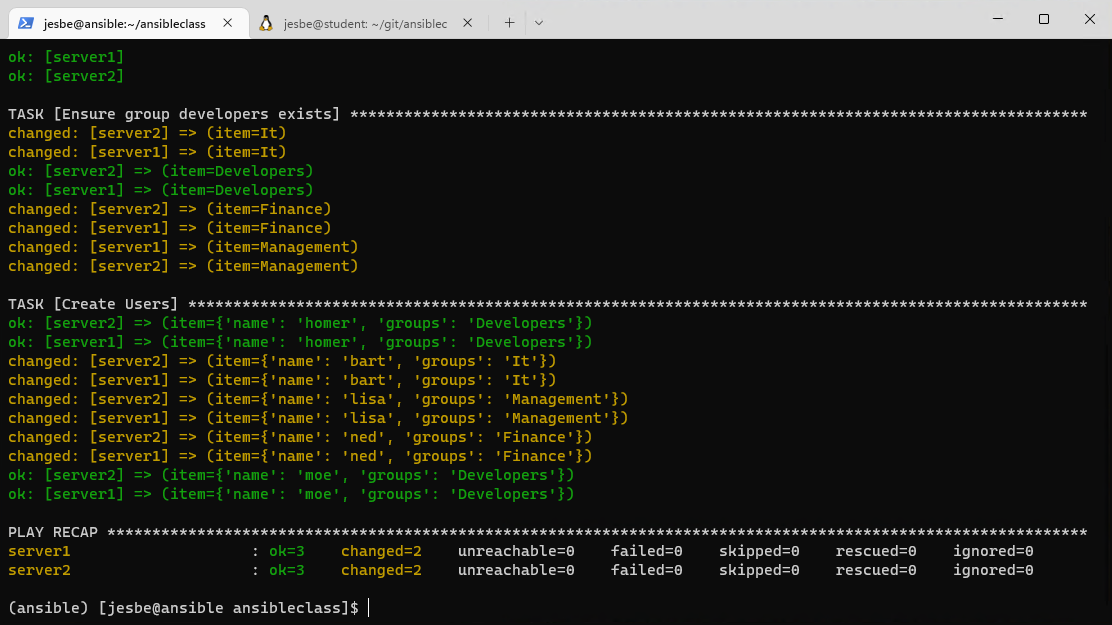 jesbe@ansible:~/ansibleclass
jesbe@student: ~/git/ansiblec
ok: [server1]
ok: [server2]
TASK [Ensure group developers exists] **********************************************************************************
changed: [server2] => (item=It)
changed: [server1] => (item=It)
ok: [server2] => (item=Developers)
ok: [server1] => (item=Developers)
changed: [server2] => (item=Finance)
changed: [server1] => (item=Finance)
changed: [server1] => (item=Management)
changed: [server2] => (item=Management)
TASK [Create Users] ****************************************************************************************************
ok: [server2] => (item={'name': 'homer', 'groups': 'Developers'})
ok: [server1] => (item={'name': 'homer', 'groups': 'Developers'})
changed: [server2] => (item={'name': 'bart', 'groups': 'It'})
changed: [server1] => (item={'name': 'bart', 'groups': 'It'})
changed: [server2] => (item={'name': 'lisa', 'groups': 'Management'})
changed: [server1] => (item={'name': 'lisa', 'groups': 'Management'})
changed: [server2] => (item={'name': 'ned', 'groups': 'Finance'})
changed: [server1] => (item={'name': 'ned', 'groups': 'Finance'})
ok: [server2] => (item={'name': 'moe', 'groups': 'Developers'})
ok: [server1] => (item={'name': 'moe', 'groups': 'Developers'})
PLAY RECAP *************************************************************************************************************
server1                    : ok=3    changed=2    unreachable=0    failed=0    skipped=0    rescued=0    ignored=0
server2                    : ok=3    changed=2    unreachable=0    failed=0    skipped=0    rescued=0    ignored=0
(ansible) [jesbe@ansible ansibleclass]$